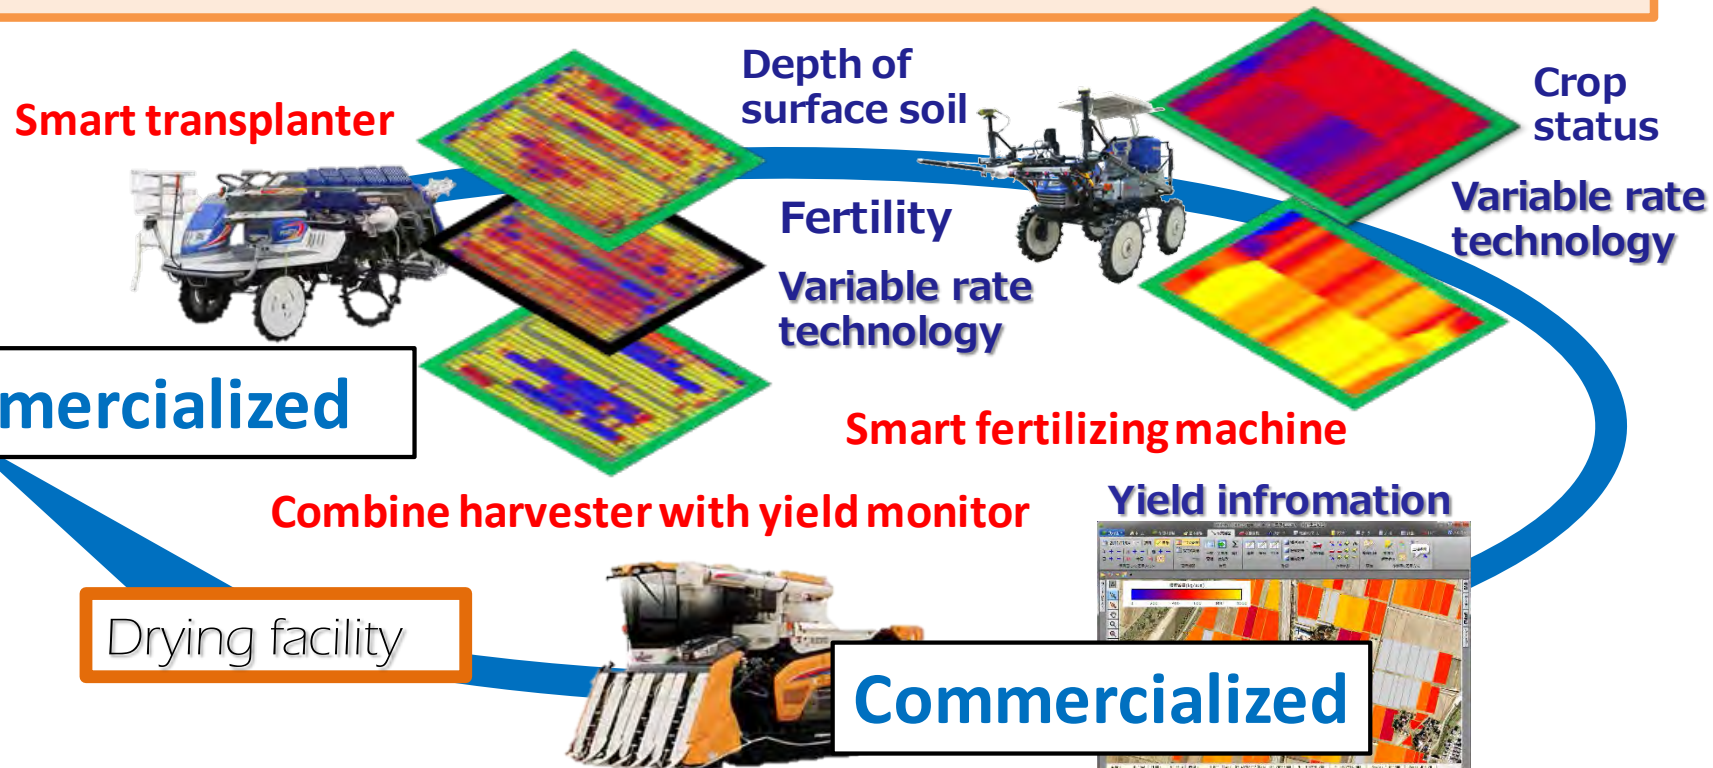 Depth of
surface soil
Crop
status
Smart transplanter
Variable rate
technology
Fertility
Variable rate
technology
mercialized
Smart fertilizing machine
Combine harvester with yield monitor
Yield infromation
Drying facility
Commercialized